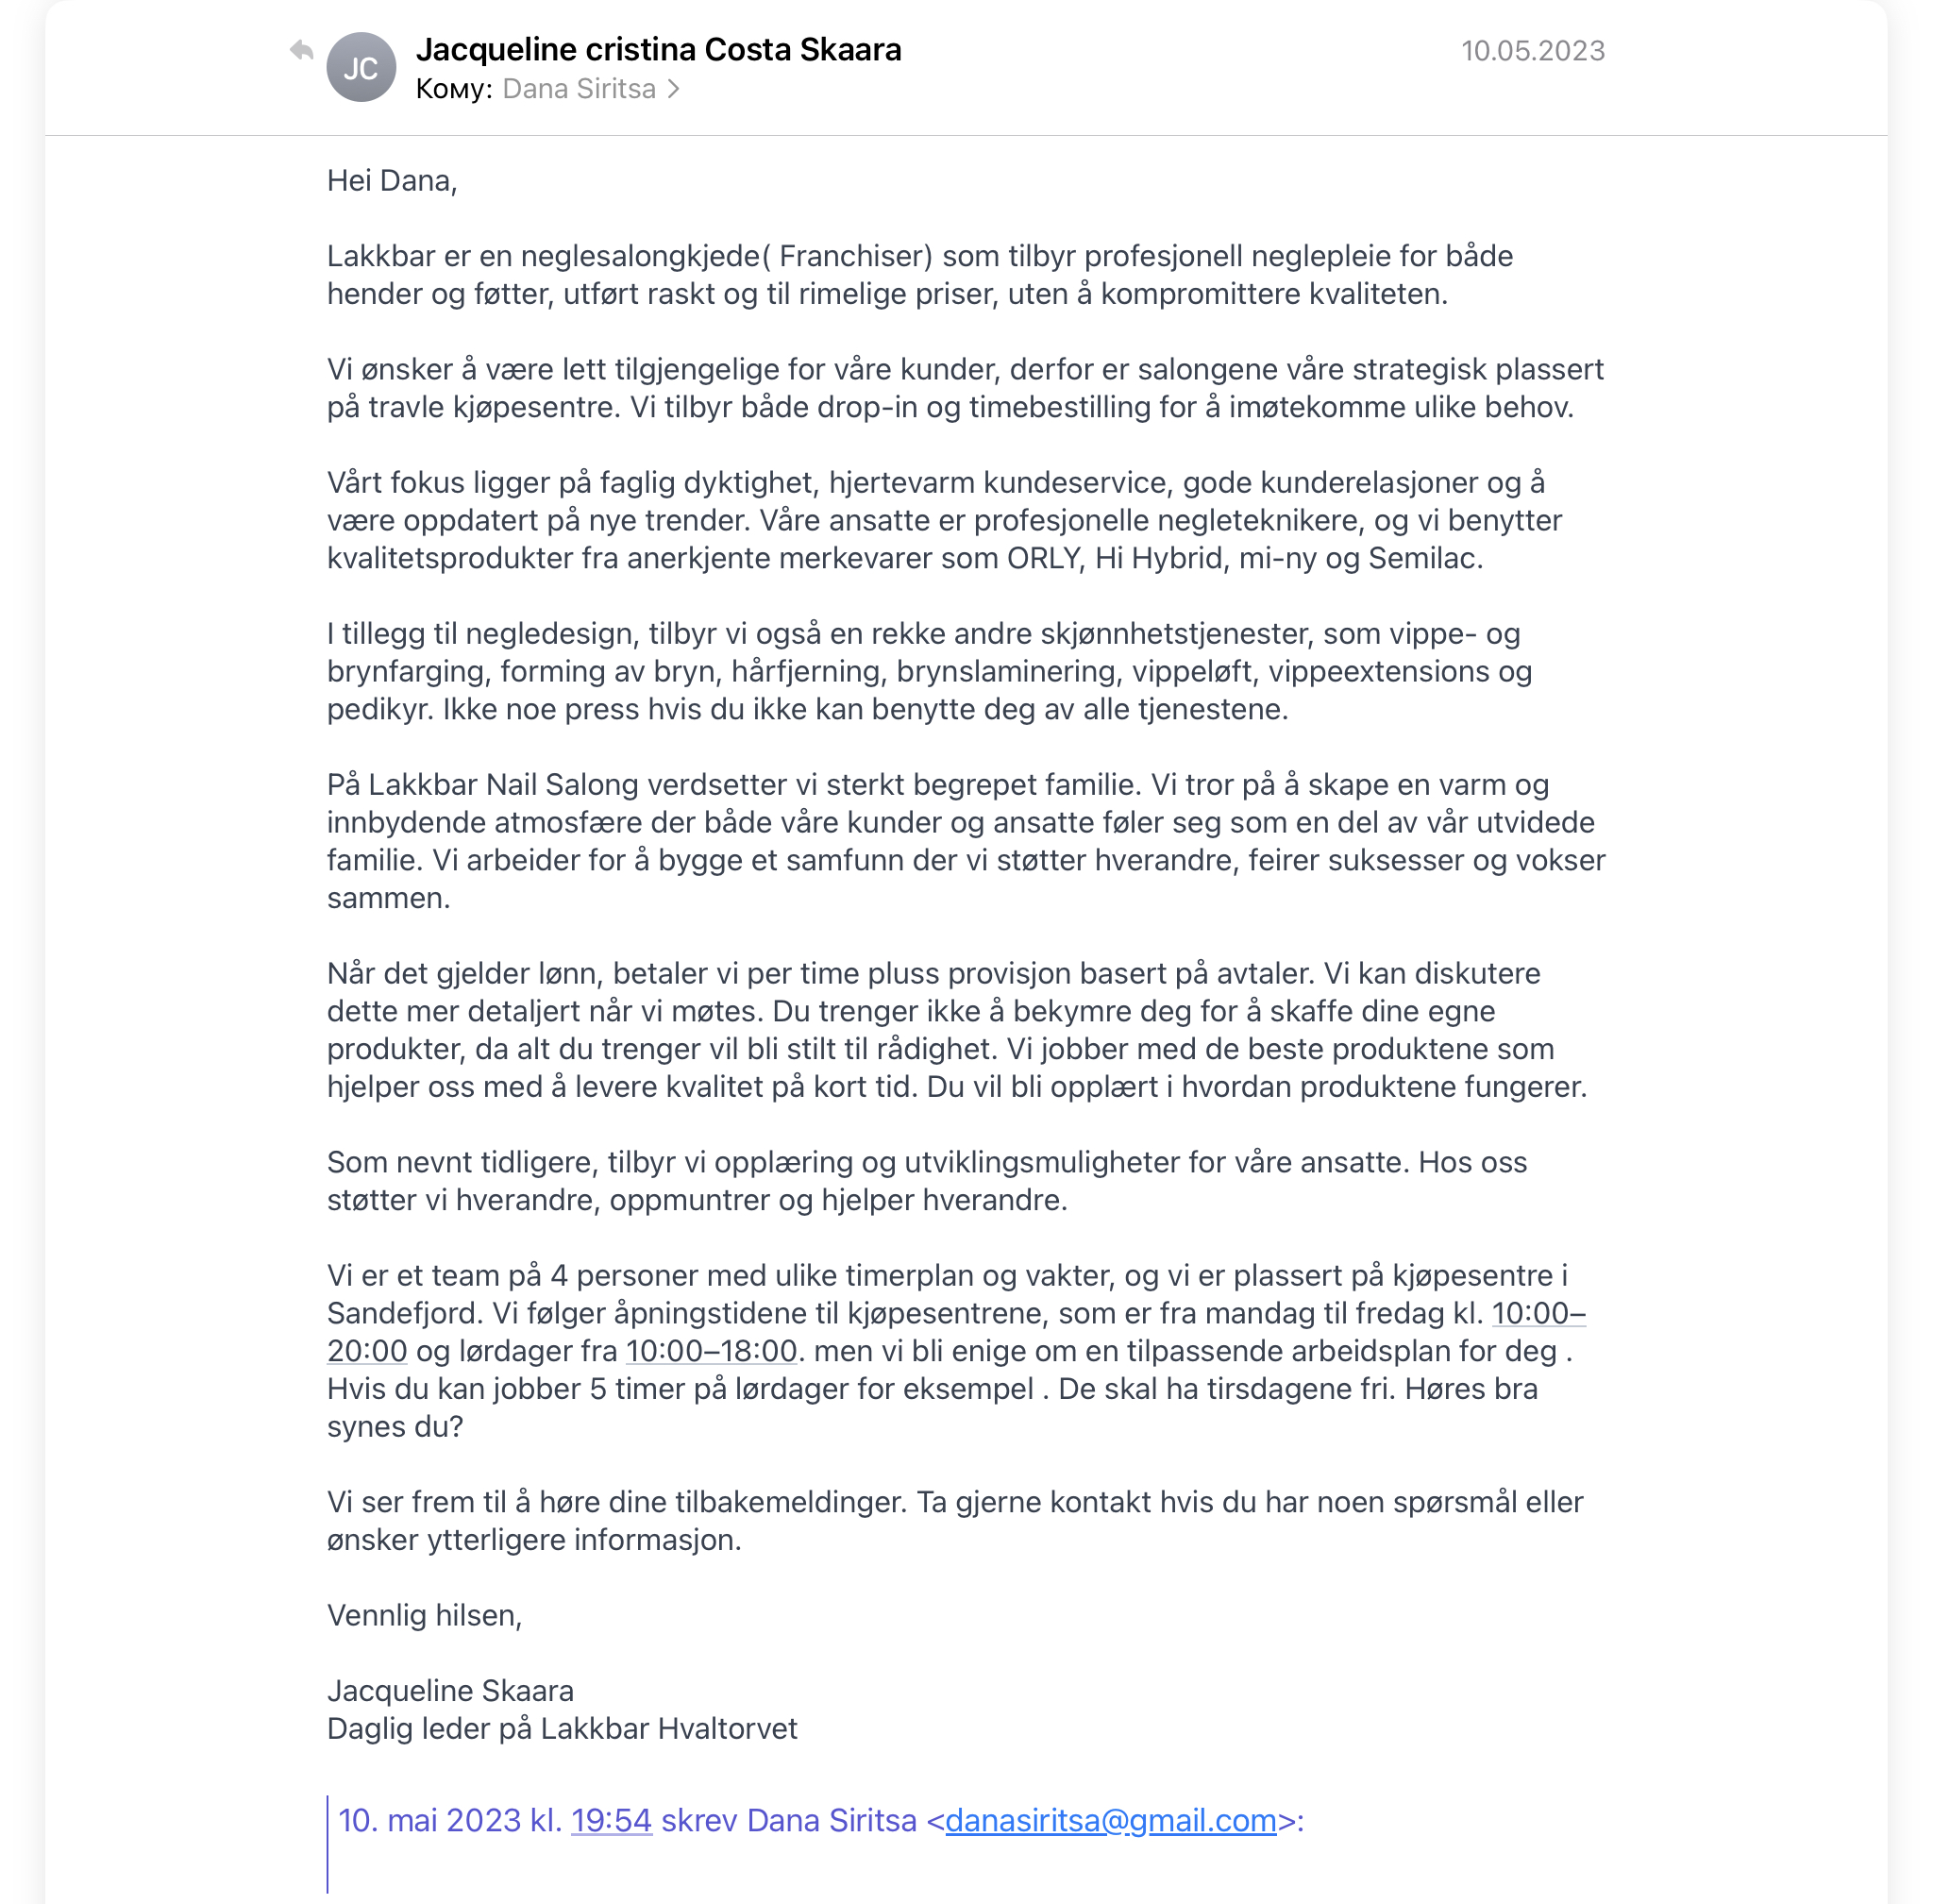 JC
Jacqueline cristina Costa Skaara
10.05.2023
Кому: Dana Siritsa >
Hei Dana,
Lakkbar er en neglesalongkjede( Franchiser) som tilbyr profesjonell neglepleie for både
hender og føtter, utført raskt og til rimelige priser, uten å kompromittere kvaliteten.
Vi ønsker å være lett tilgjengelige for våre kunder, derfor er salongene våre strategisk plassert
på travle kjøpesentre. Vi tilbyr både drop-in og timebestilling for å imøtekomme ulike behov.
Vårt fokus ligger på faglig dyktighet, hjertevarm kundeservice, gode kunderelasjoner og å
være oppdatert på nye trender. Våre ansatte er profesjonelle negleteknikere, og vi benytter
kvalitetsprodukter fra anerkjente merkevarer som ORLY, Hi Hybrid, mi-ny og Semilac.
I tillegg til negledesign, tilbyr vi også en rekke andre skjønnhetstjenester, som vippe- og
brynfarging, forming av bryn, hårfjerning, brynslaminering, vippeløft, vippeextensions og
pedikyr. Ikke noe press hvis du ikke kan benytte deg av alle tjenestene.
På Lakkbar Nail Salong verdsetter vi sterkt begrepet familie. Vi tror på å skape en varm og
innbydende atmosfære der både våre kunder og ansatte føler seg som en del av vår utvidede
familie. Vi arbeider for å bygge et samfunn der vi støtter hverandre, feirer suksesser og vokser
sammen.
Når det gjelder lønn, betaler vi per time pluss provisjon basert på avtaler. Vi kan diskutere
dette mer detaljert når vi møtes. Du trenger ikke å bekymre deg for å skaffe dine egne
produkter, da alt du trenger vil bli stilt til rådighet. Vi jobber med de beste produktene som
hjelper oss med å levere kvalitet på kort tid. Du vil bli opplært i hvordan produktene fungerer.
Som nevnt tidligere, tilbyr vi opplæring og utviklingsmuligheter for våre ansatte. Hos oss
støtter vi hverandre, oppmuntrer og hjelper hverandre.
Vi er et team på 4 personer med ulike timerplan og vakter, og vi er plassert på kjøpesentre i
Sandefjord. Vi følger åpningstidene til kjøpesentrene, som er fra mandag til fredag kl. 10:00–
20:00 og lørdager fra 10:00–18:00. men vi bli enige om en tilpassende arbeidsplan for deg .
Hvis du kan jobber 5 timer på lørdager for eksempel . De skal ha tirsdagene fri. Høres bra
synes du?
Vi ser frem til å høre dine tilbakemeldinger. Ta gjerne kontakt hvis du har noen spørsmål eller
ønsker ytterligere informasjon.
Vennlig hilsen,
Jacqueline Skaara
Daglig leder på Lakkbar Hvaltorvet
10. mai 2023 kl. 19:54 skrev Dana Siritsa <danasiritsa@gmail.com>: